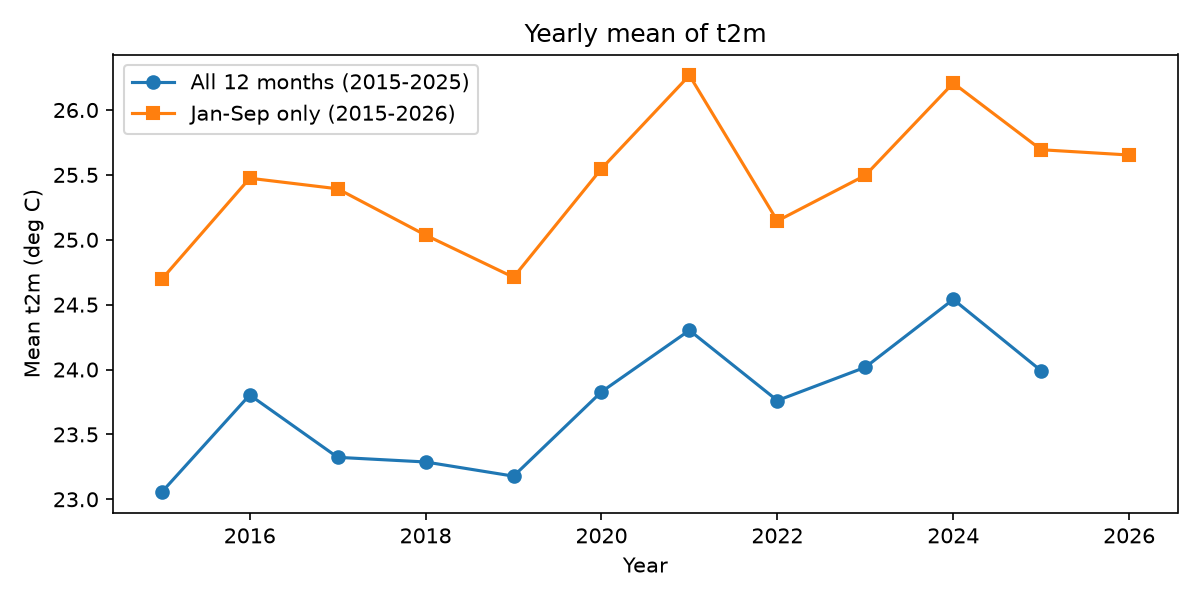 Yearly mean of t2m
All 12 months (2015-2025)
Jan-Sep only (2015-2026)
Mean t2m (deg C)
26.0
25.5
25.0
24.5
24.0
23.5
23.0
2016 2018 2020 2022 2024 2026
Year